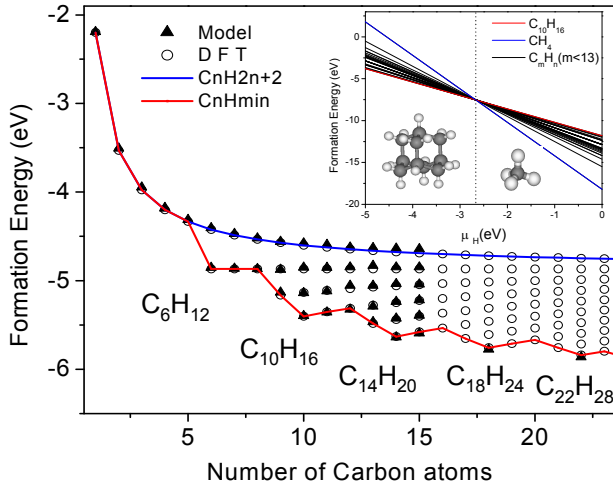 Formation Energy (eV)
-2
-3
-4
-5
-6
Model
D F T
CnH2n+2
CnHmin
C6H12
C10H16
C14H20
C18H24
C22H28
5
10
15
20
Number of Carbon atoms
Formation Energy (eV)
0
-5
-10
-15
-20
C10H16
CH4
CmHn(m<13)
-5
-4
-3
-2
-1
0
μH(eV)